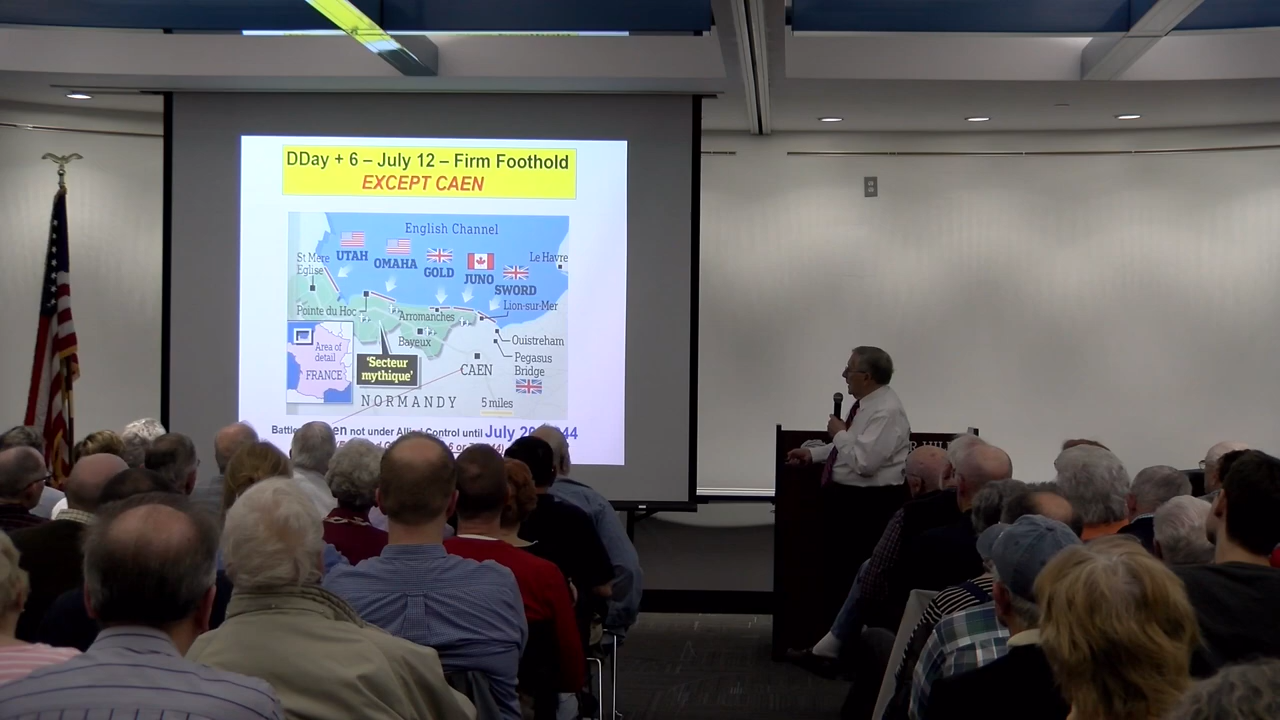 DDay + 6 – July 12 – Firm Foothold
EXCEPT CAEN
English Channel
UTAH
OMAHA
GOLD
JUNO
SWORD
Le Havre
St Mere
Eglise
Pointe du Hoc
Arromanches
Lion-sur-Mer
Bayeux
Ouistreham
Pegasus
Bridge
Area of
detail
FRANCE
'Secteur
mythique'
CAEN
NORMANDY
5 miles
not under Allied Control until July